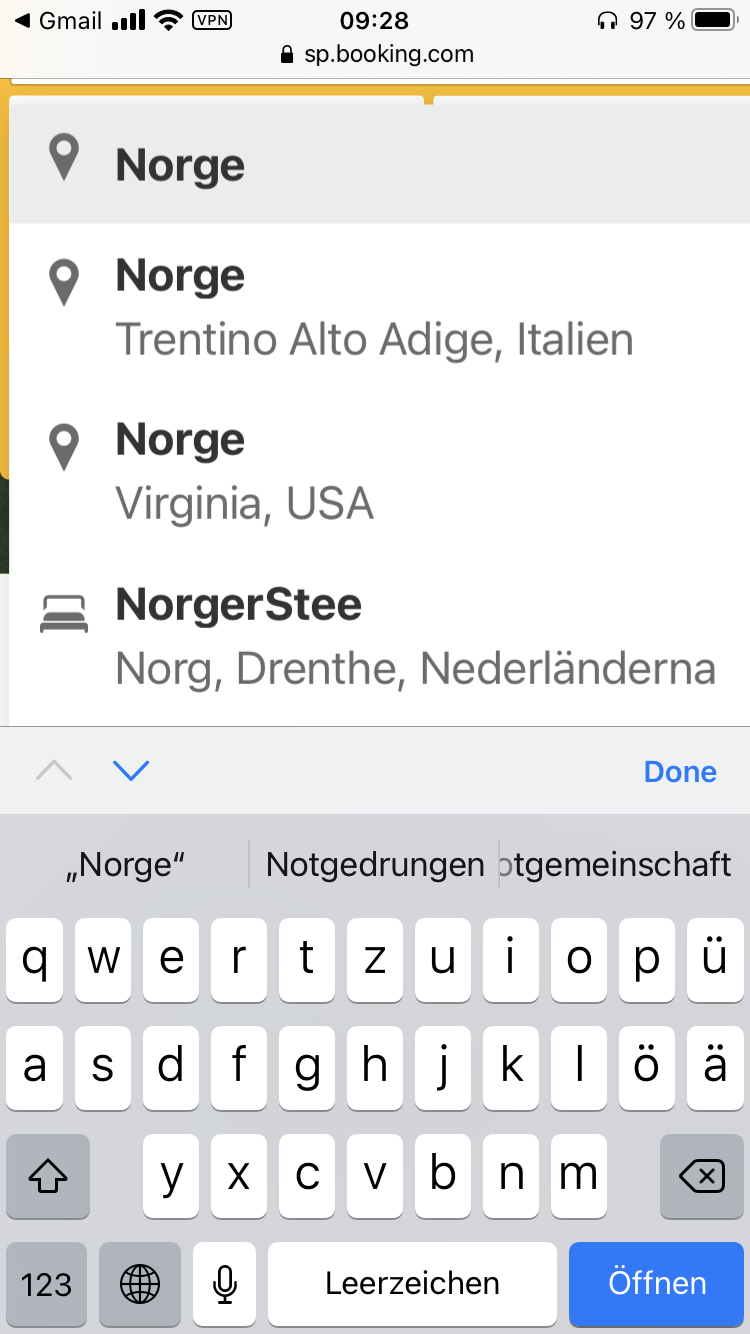 Gmail VPN 09:28 97 %
sp.booking.com
Norge
Norge
Trentino Alto Adige, Italien
Norge
Virginia, USA
NorgerStee
Norg, Drenthe, Nederländerna
Done
„Norge“ Notgedrungen otgemeinschaft
q w e r t z u i o p ü
a s d f g h j k l ö ä
y x c v b n m
123 Leerzeichen Öffnen